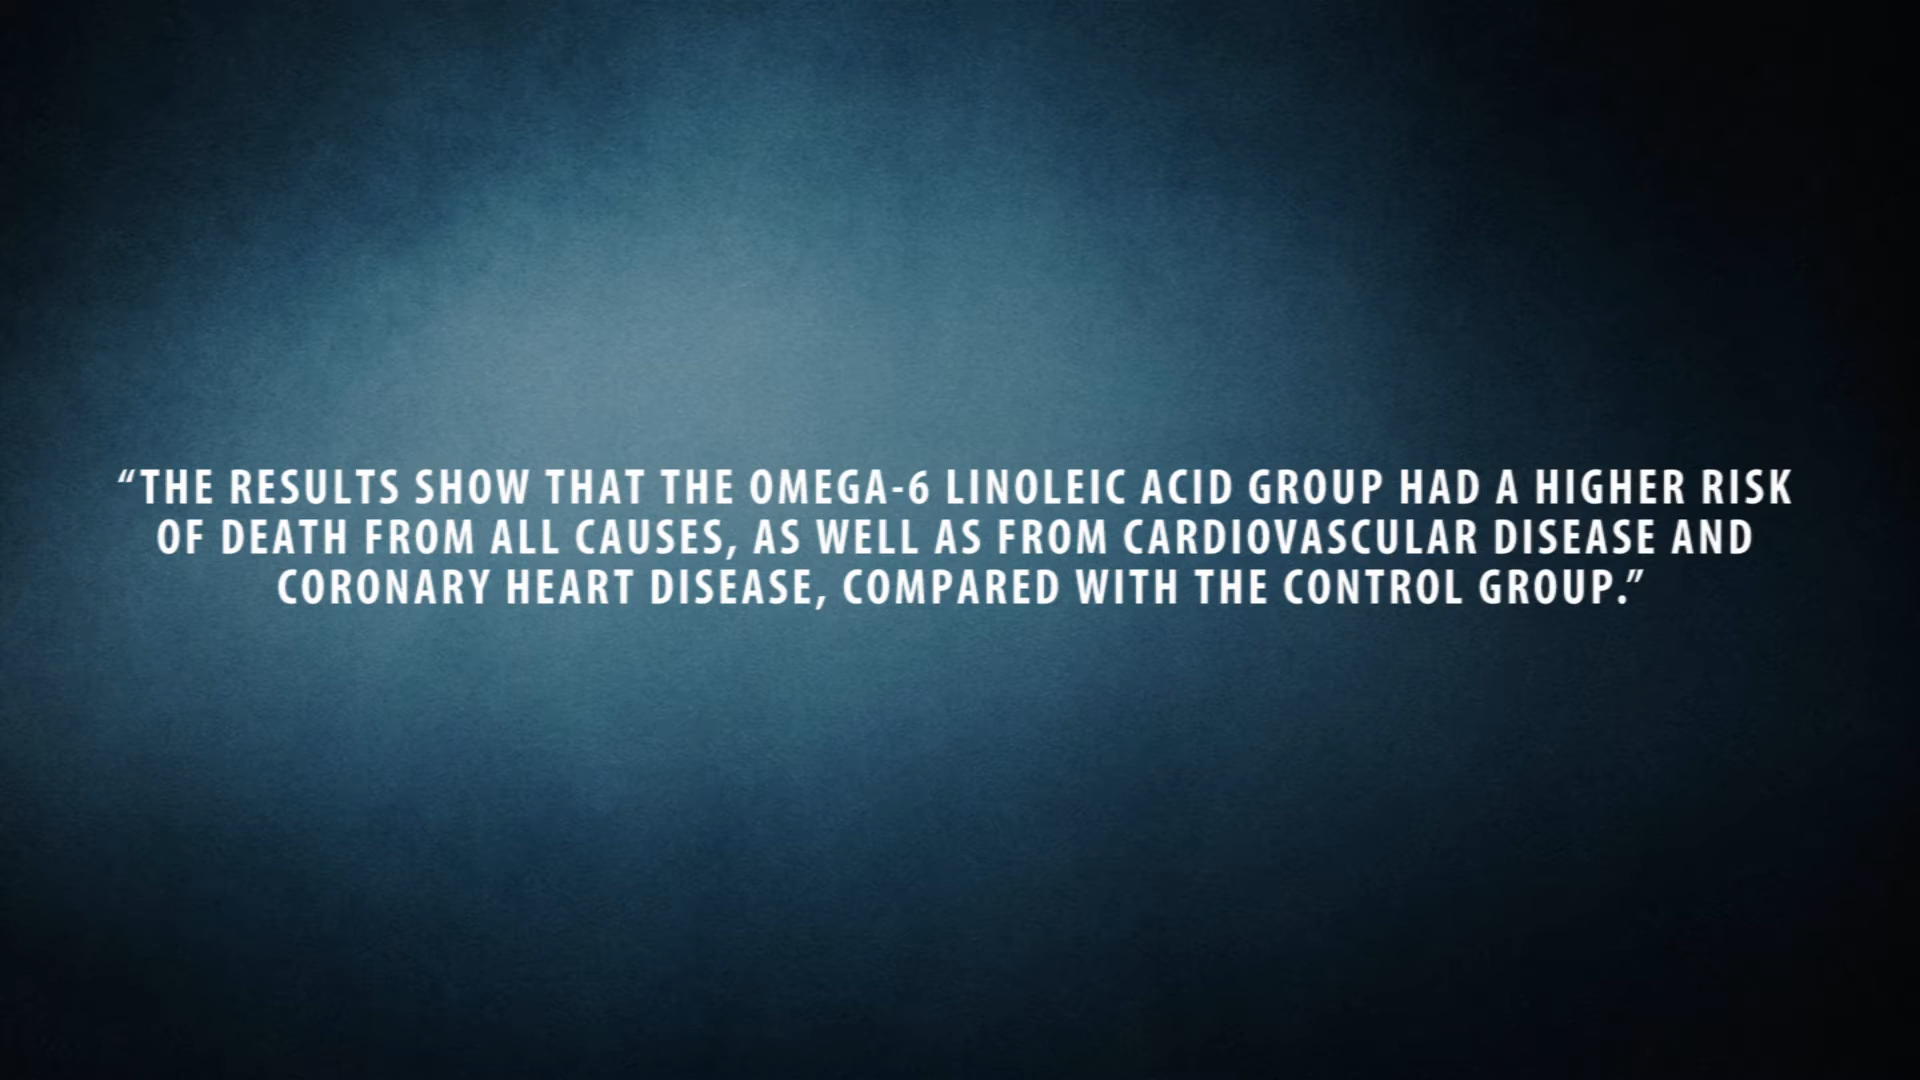 “THE RESULTS SHOW THAT THE OMEGA-6 LINOLEIC ACID GROUP HAD A HIGHER RISK
OF DEATH FROM ALL CAUSES, AS WELL AS FROM CARDIOVASCULAR DISEASE AND
CORONARY HEART DISEASE, COMPARED WITH THE CONTROL GROUP.”